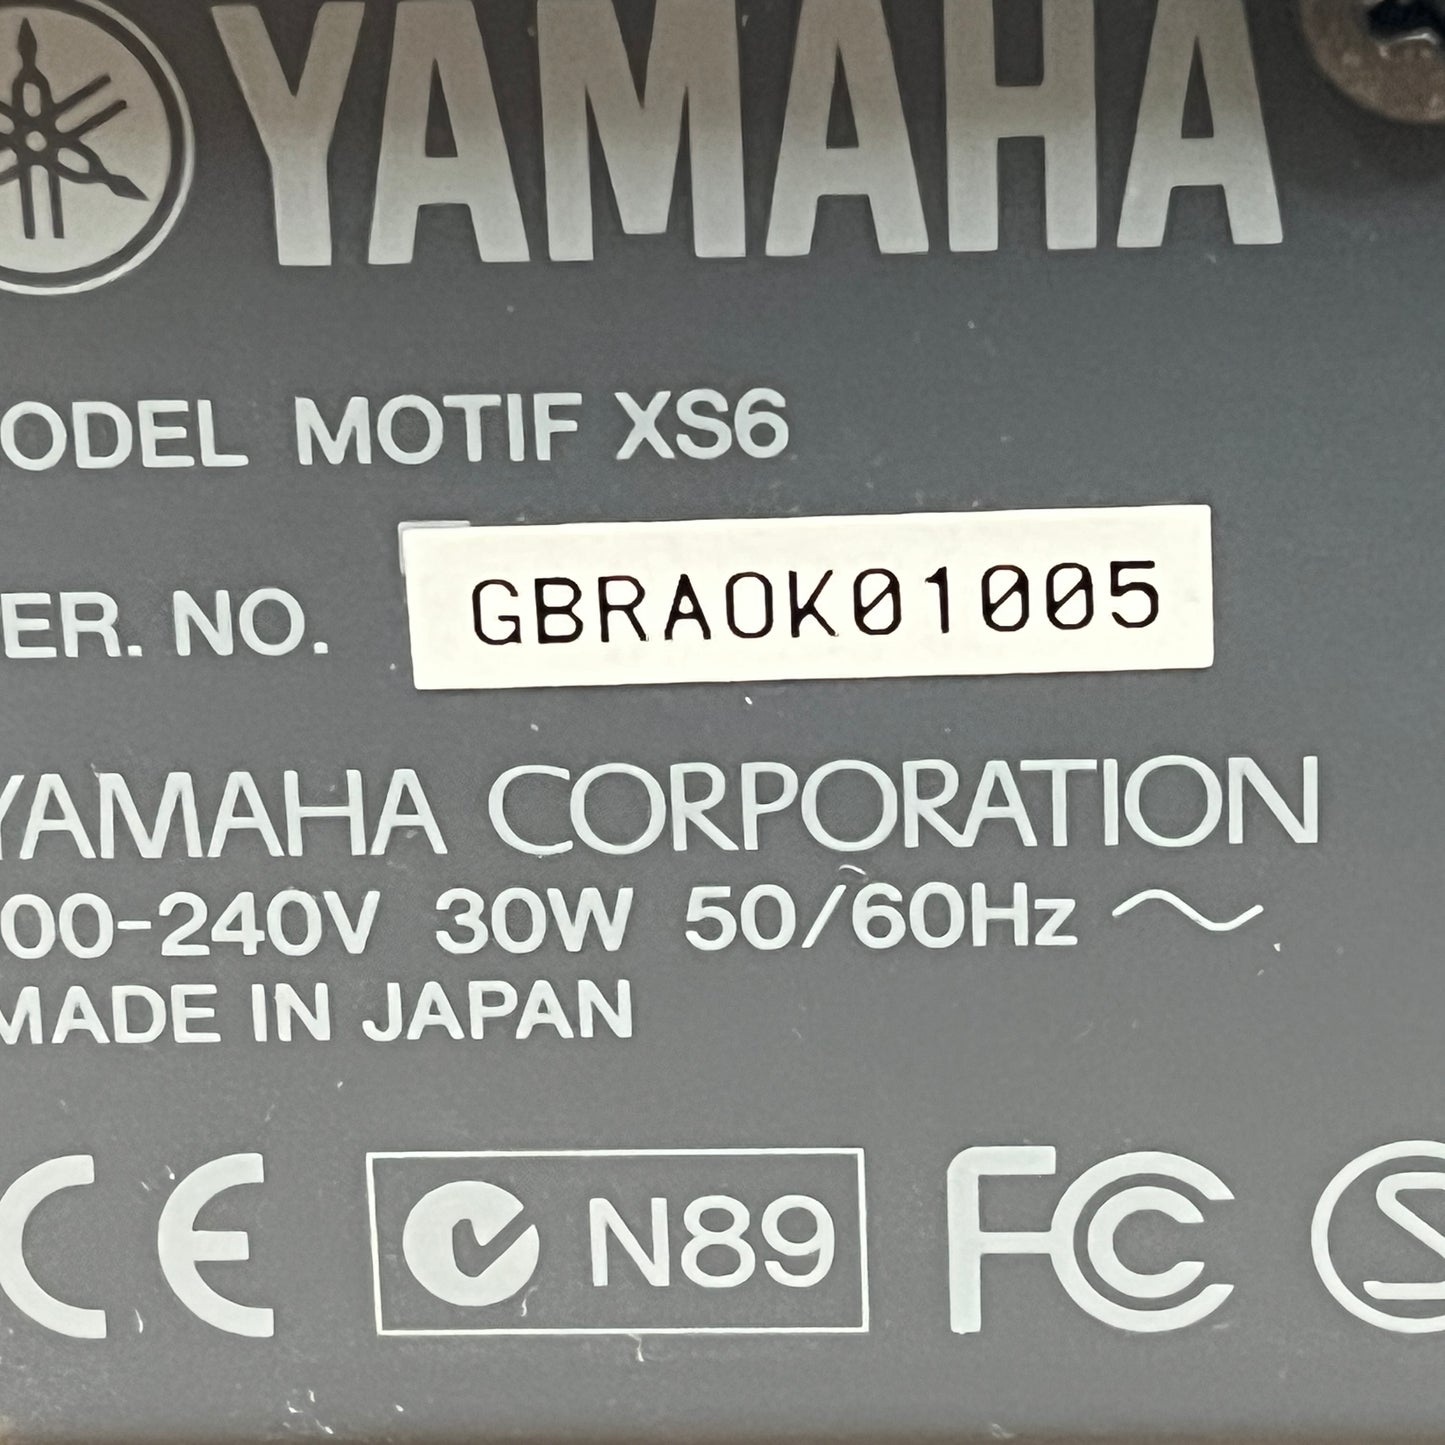 YAMAHA
ODEL MOTIF XS6
ER. NO. GBRAOK01005
YAMAHA CORPORATION
00-240V 30W 50/60Hz ~
MADE IN JAPAN
CE N89 FC